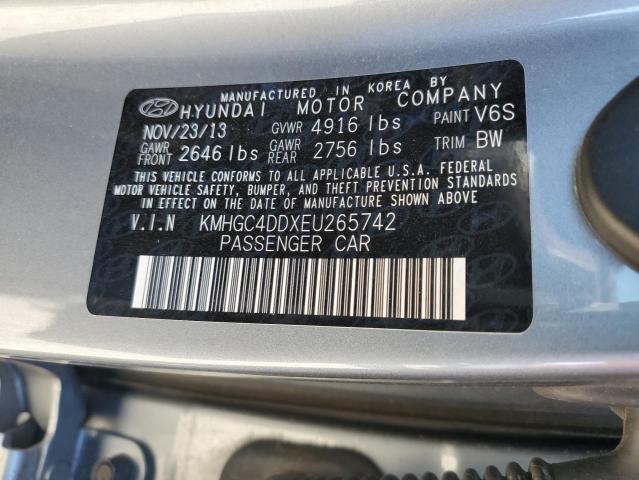 MANUFACTURED IN KOREA BY
HYUNDAI MOTOR COMPANY
NOV/23/13 GVWR 4916 lbs PAINT V6S
GAWR FRONT 2646 lbs GAWR REAR 2756 lbs TRIM BW
THIS VEHICLE CONFORMS TO ALL APPLICABLE U.S.A. FEDERAL
MOTOR VEHICLE SAFETY, BUMPER, AND THEFT PREVENTION STANDARDS
IN EFFECT ON THE DATE OF MANUFACTURE SHOWN ABOVE
V.I.N KMHGC4DDXEU265742
PASSENGER CAR